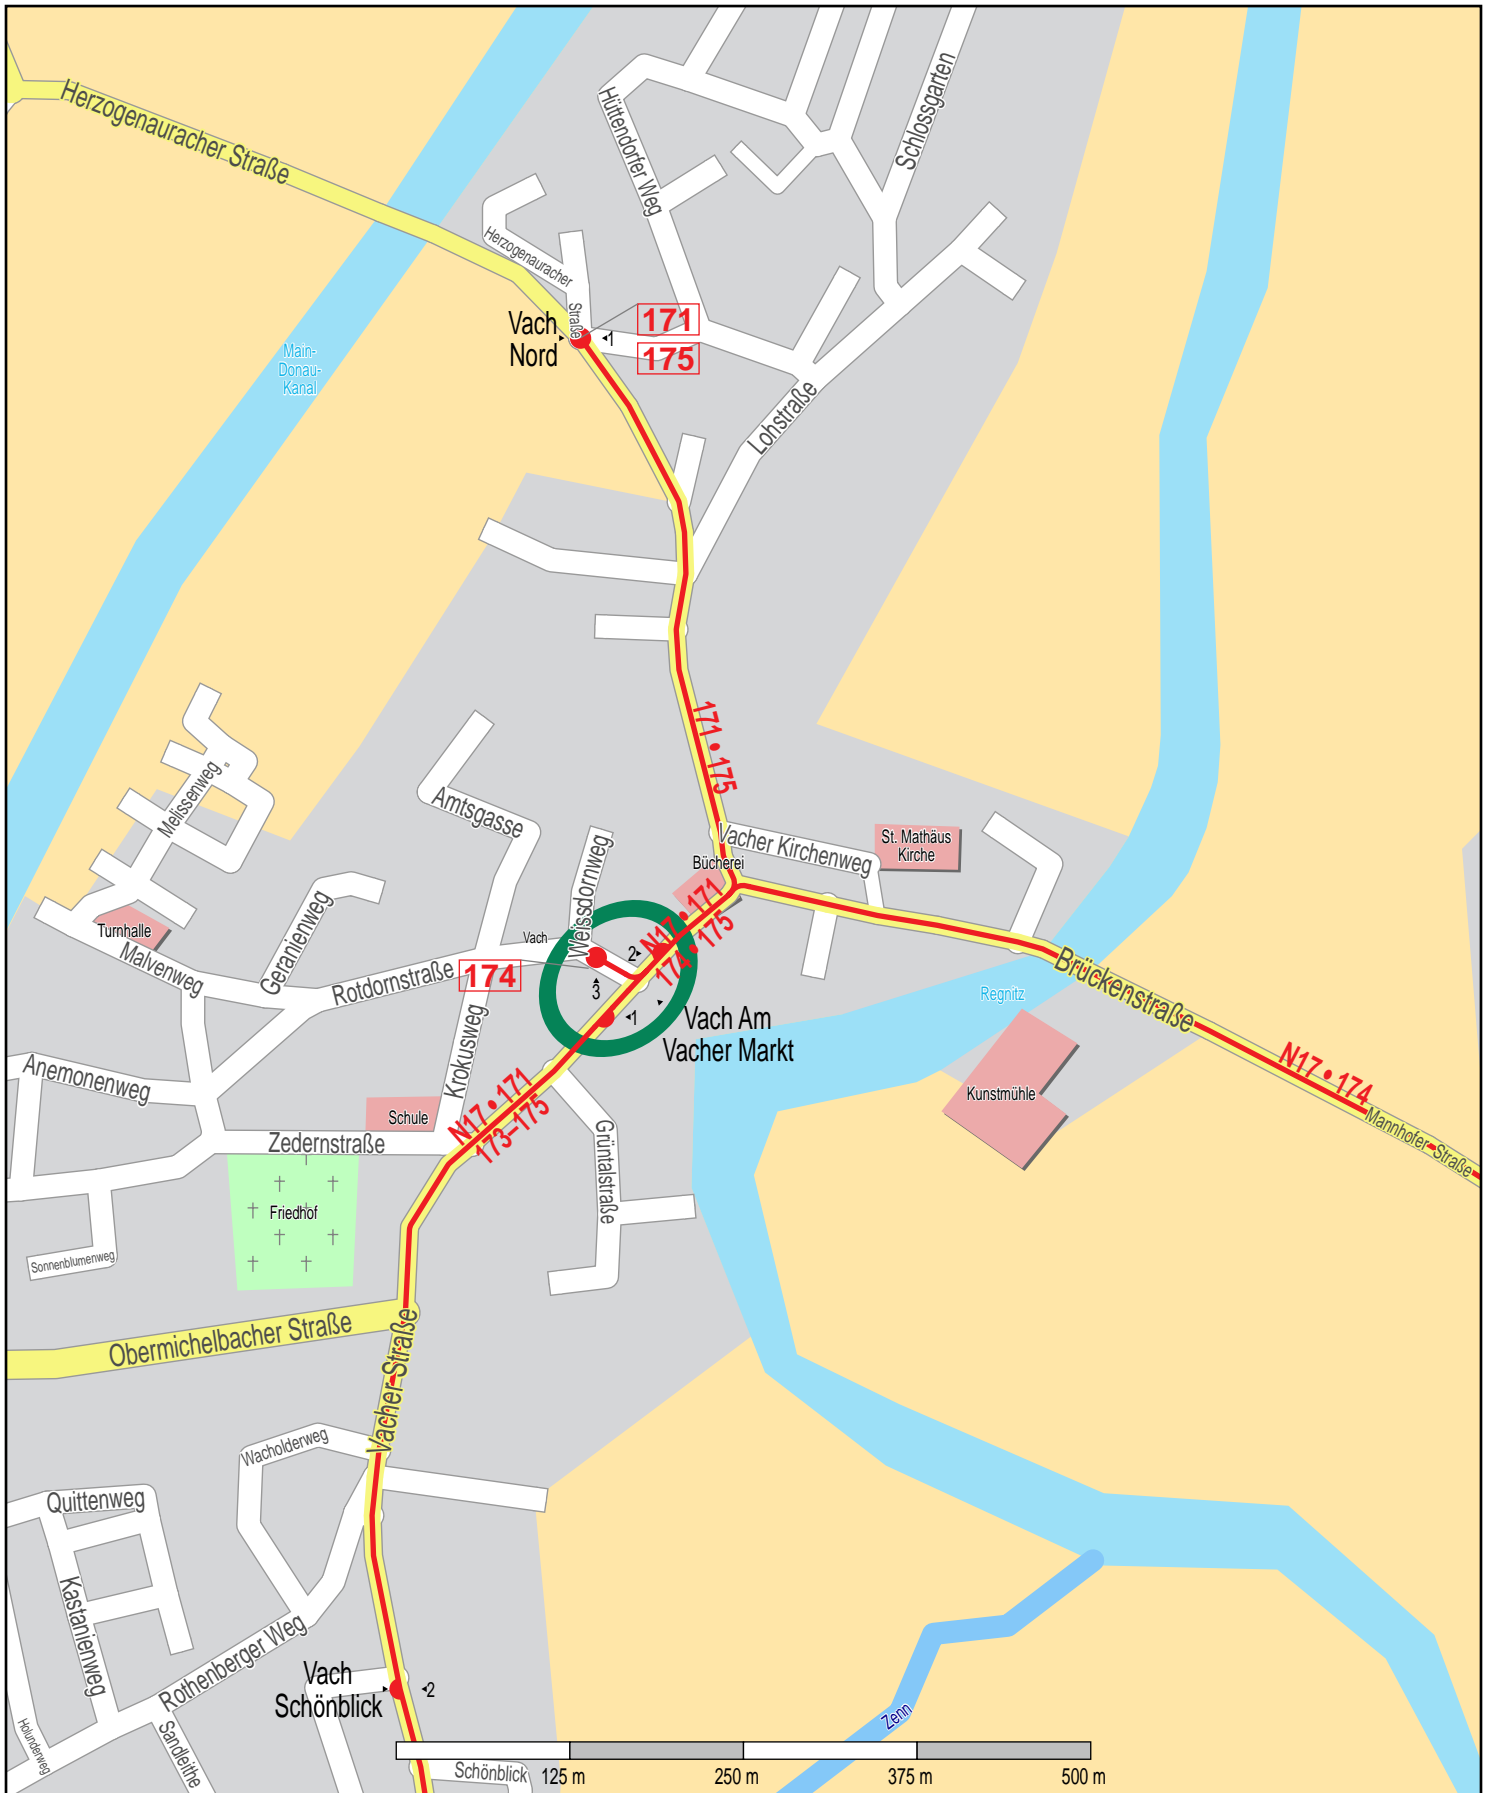 Herzogenauracher Straße
Hüttendorfer Weg
Schlossgarten
Herzogenauracher
Straße
Vach
Nord
1
171
175
Main-
Donau-
Kanal
Lohstraße
171 • 175
Melissenweg
Amtsgasse
Weissdornweg
Vacher Kirchenweg
St. Mathäus
Kirche
Bücherei
N17 • 171
174 • 175
Turnhalle
Malvenweg
Geranienweg
Rotdornstraße
Vach
174
2
3
1
Vach Am
Vacher Markt
Brückenstraße
Regnitz
Kunstmühle
N17 • 174
Mannhofer Straße
Anemonenweg
Krokusweg
Schule
Zedernstraße
N17 • 171
173–175
Grüntalstraße
Friedhof
Sonnenblumenweg
Obermichelbacher Straße
Vacher Straße
Wacholderweg
Quittenweg
Kastanienweg
Rothenberger Weg
Holunderweg
Sandleithe
Vach
Schönblick
2
Schönblick
Zenn
125 m
250 m
375 m
500 m